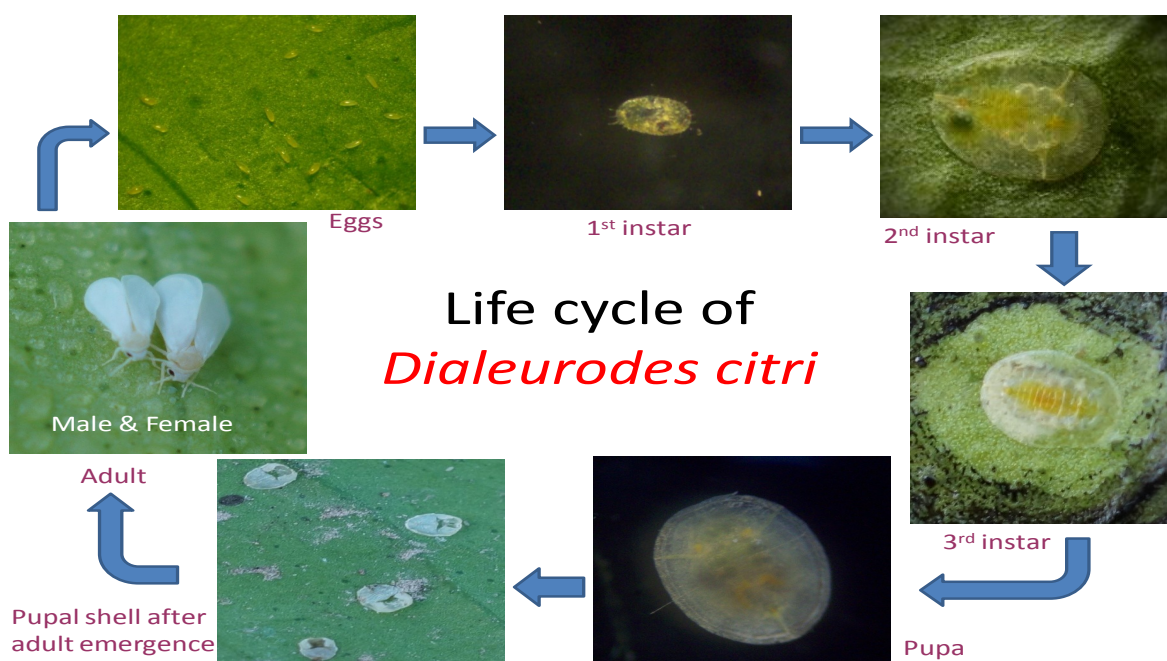 Eggs
1st instar
2nd instar
Life cycle of
Dialeurodes citri
Male & Female
Adult
3rd instar
Pupal shell after
adult emergence
Pupa